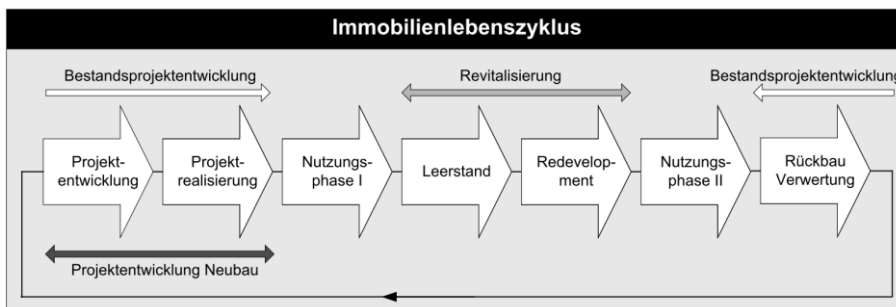 Immobilienlebenszyklus
Bestandsprojektentwicklung
Revitalisierung
Bestandsprojektentwicklung
Projekt-
entwicklung
Projekt-
realisierung
Nutzungs-
phase I
Leerstand
Redevelop-
ment
Nutzungs-
phase II
Rückbau
Verwertung
Projektentwicklung Neubau